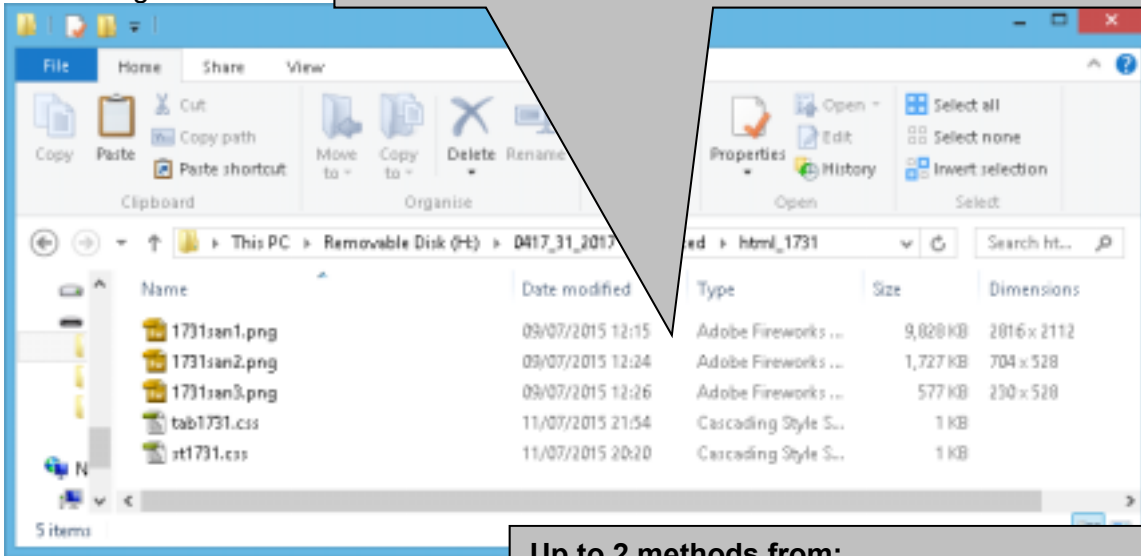 File Home Share View
Cut
Copy path
Paste shortcut
Copy Paste
Move to
Copy to
Delete Rename
Properties
Open
Edit
History
Select all
Select none
Invert selection
Clipboard Organise Open Select
This PC Removable Disk (H:) 0417_31_2017 html_1731 Search ht...
Name Date modified Type Size Dimensions
1731san1.png 09/07/2015 12:15 Adobe Fireworks ... 9,828 KB 2816 x 2112
1731san2.png 09/07/2015 12:24 Adobe Fireworks ... 1,727 KB 704 x 528
1731san3.png 09/07/2015 12:26 Adobe Fireworks ... 577 KB 230 x 528
tab1731.css 11/07/2015 21:54 Cascading Style S... 1 KB
st1731.css 11/07/2015 20:20 Cascading Style S... 1 KB
N
5 items
Up to 2 methods from: